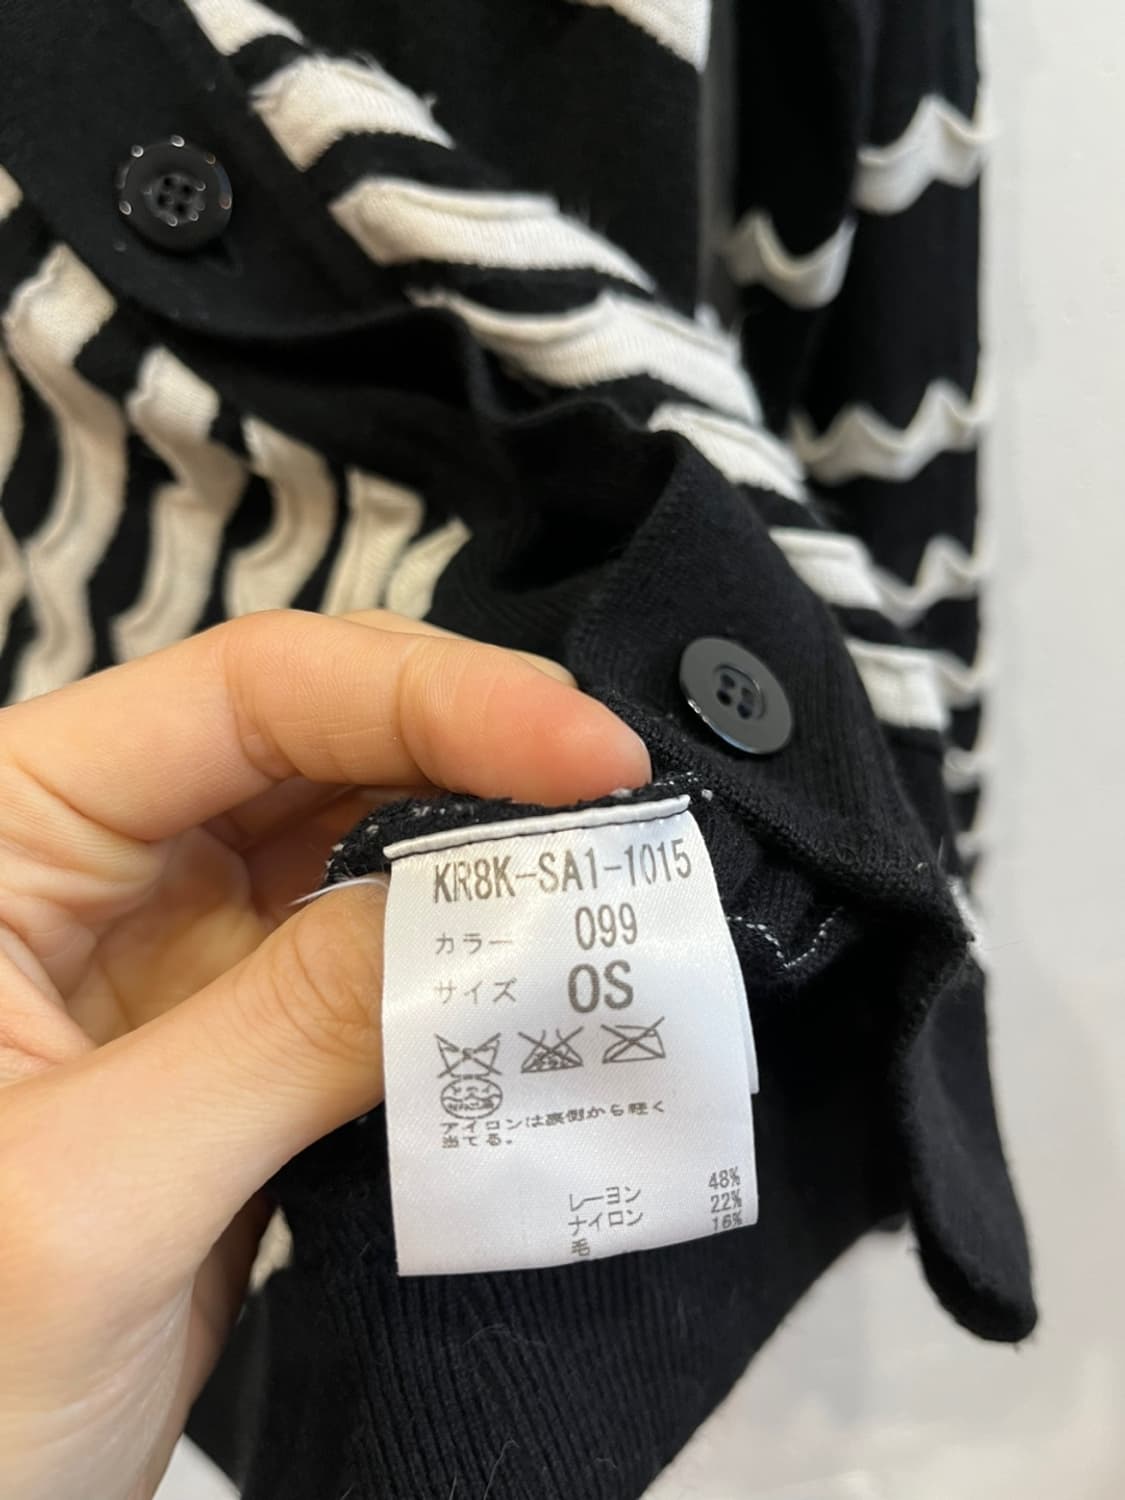 KR8K-SA1-1015
カラー 099
サイズ OS
アイロンは裏側から軽く
当てる。
レーヨン 48%
ナイロン 22%
毛 16%